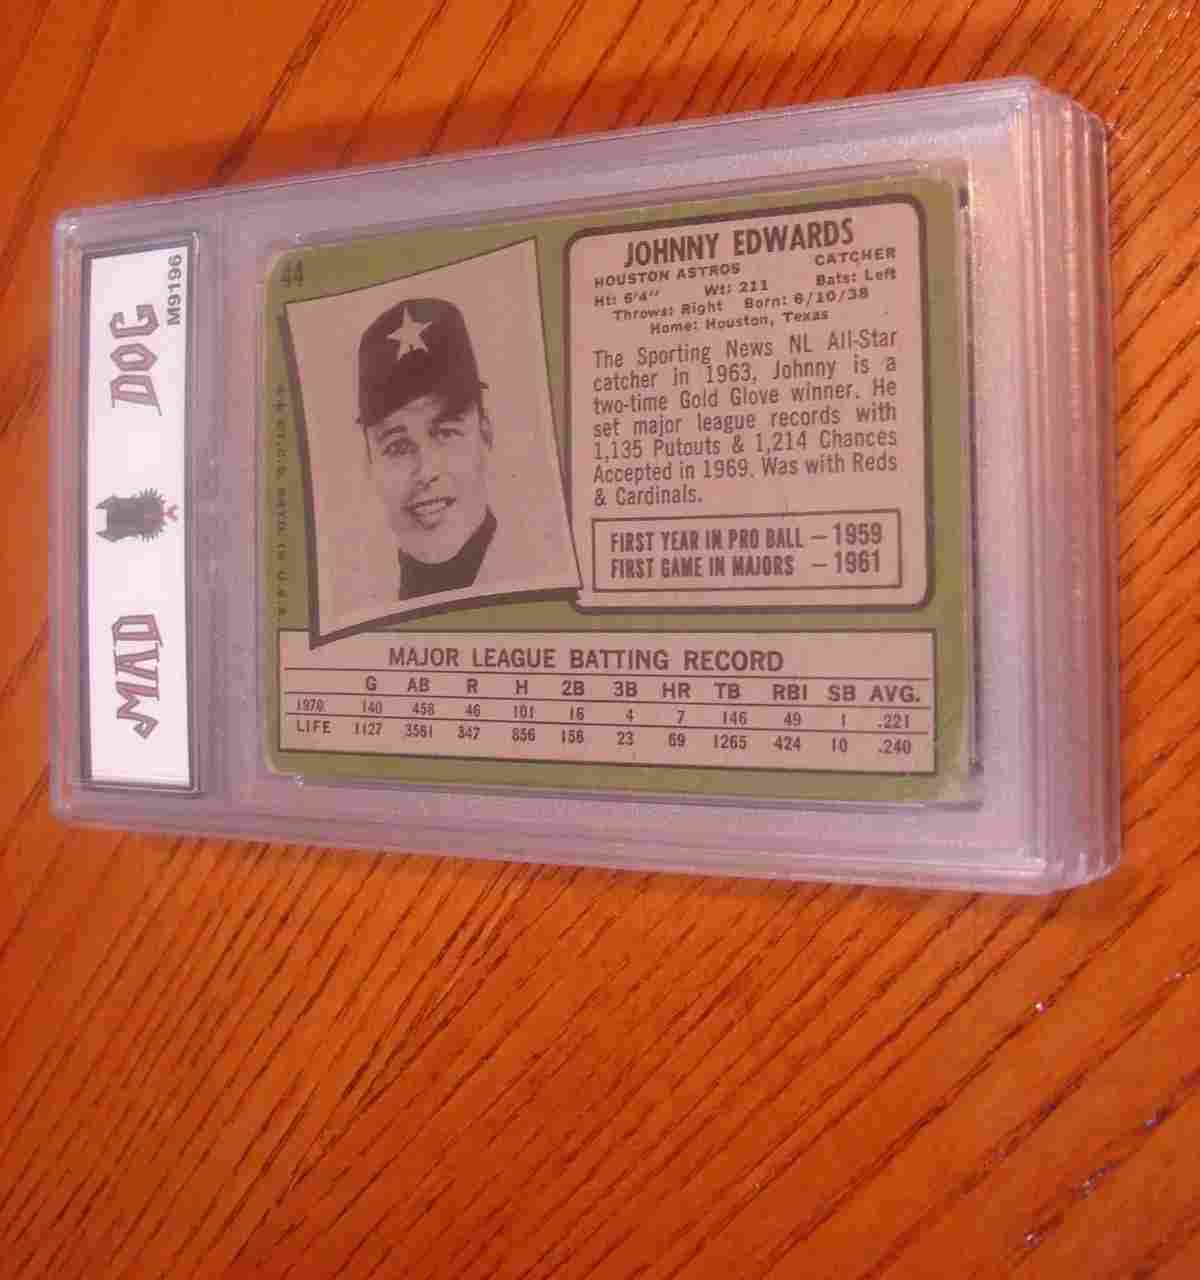 MAD DOG
M9196
44
JOHNNY EDWARDS
HOUSTON ASTROS CATCHER
Ht: 6'4" Wt: 211 Bats: Left
Throws: Right Born: 6/10/38
Home: Houston, Texas
The Sporting News NL All-Star
catcher in 1963, Johnny is a
two-time Gold Glove winner. He
set major league records with
1,135 Putouts & 1,214 Chances
Accepted in 1969. Was with Reds
& Cardinals.
FIRST YEAR IN PRO BALL — 1959
FIRST GAME IN MAJORS — 1961
MAJOR LEAGUE BATTING RECORD
G AB R H 2B 3B HR TB RBI SB AVG.
1970 140 458 46 101 16 4 7 146 49 1 .221
LIFE 1127 3561 347 856 156 23 69 1265 424 10 .240